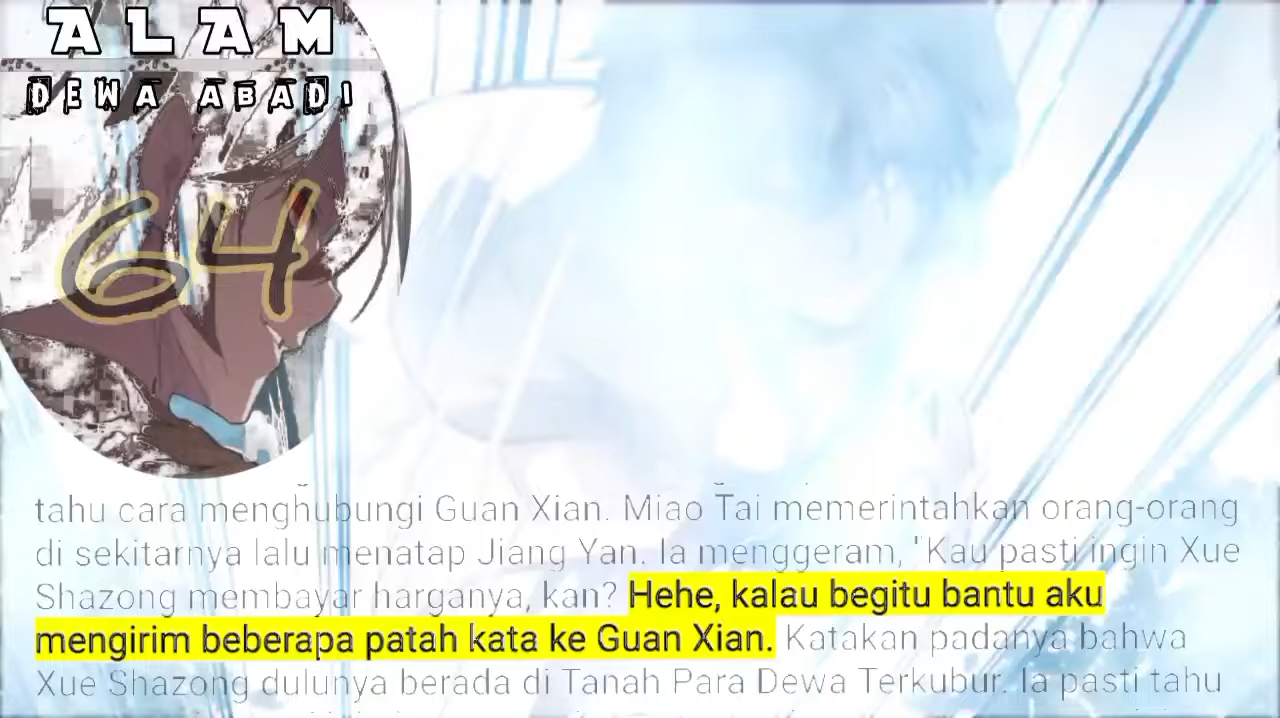 ALAM
DEWA ABADI
64
tahu cara menghubungi Guan Xian. Miao Tai memerintahkan orang-orang
di sekitarnya lalu menatap Jiang Yan. Ia menggeram, "Kau pasti ingin Xue
Shazong membayar harganya, kan? Hehe, kalau begitu bantu aku
mengirim beberapa patah kata ke Guan Xian. Katakan padanya bahwa
Xue Shazong dulunya berada di Tanah Para Dewa Terkubur. Ia pasti tahu